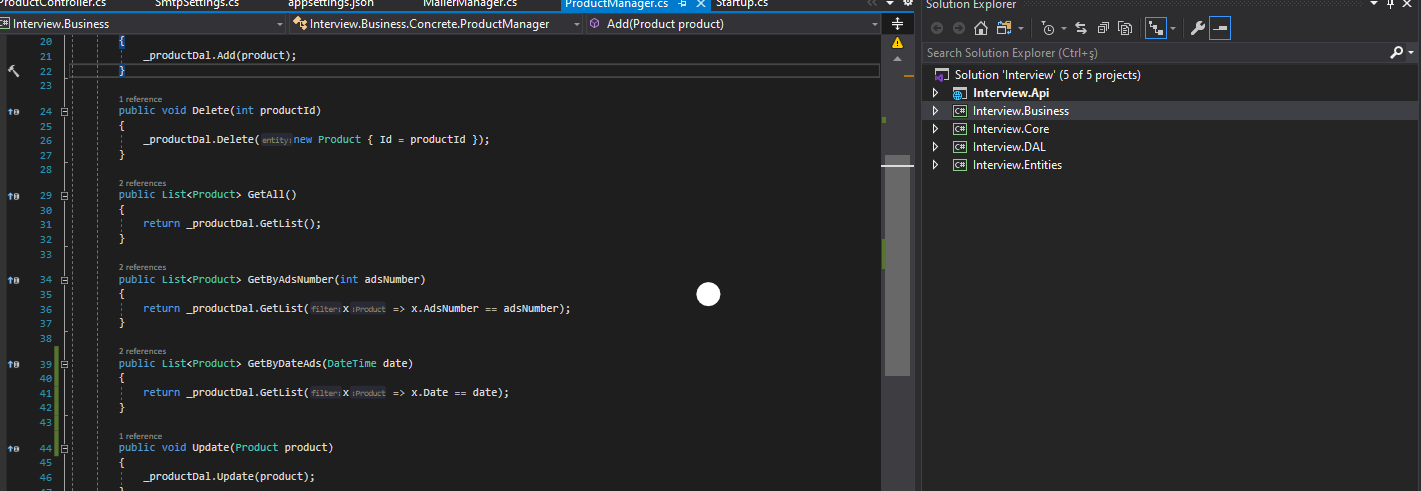 ProductController.cs SmtpSettings.cs appsettings.json MailerManager.cs ProductManager.cs Startup.cs
Interview.Business Interview.Business.Concrete.ProductManager Add(Product product)
20 {
21 _productDal.Add(product);
22 }
23
1 reference
24 public void Delete(int productId)
25 {
26 _productDal.Delete(entity:new Product { Id = productId });
27 }
28
2 references
29 public List<Product> GetAll()
30 {
31 return _productDal.GetList();
32 }
33
2 references
34 public List<Product> GetByAdsNumber(int adsNumber)
35 {
36 return _productDal.GetList(filter:x:Product => x.AdsNumber == adsNumber);
37 }
38
2 references
39 public List<Product> GetByDateAds(DateTime date)
40 {
41 return _productDal.GetList(filter:x:Product => x.Date == date);
42 }
43
1 reference
44 public void Update(Product product)
45 {
46 _productDal.Update(product);
47 }
Solution Explorer
Search Solution Explorer (Ctrl+ş)
Solution 'Interview' (5 of 5 projects)
Interview.Api
C# Interview.Business
C# Interview.Core
C# Interview.DAL
C# Interview.Entities